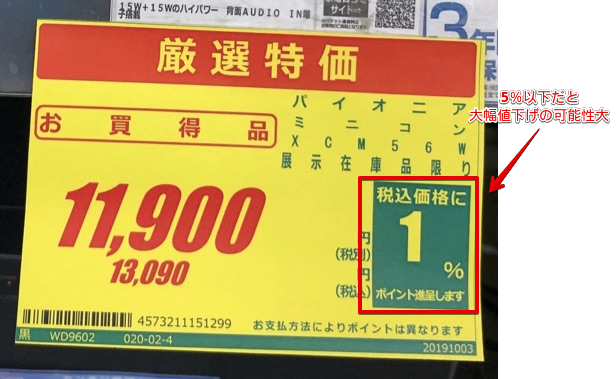 15W+15Wのハイパワー 背面AUDIO IN端
子搭載
サイトー
3年
保
厳選特価
お買得品
パイオニア
ミニコン
XCM56W
展示在庫品限り
11,900
円
(税別)
13,090
円
(税込)
税込価格に
1%
ポイント進呈します
4573211151299
お支払方法によりポイントは異なります
黒 WD9602 020-02-4
20191003
5%以下だと
大幅値下げの可能性大